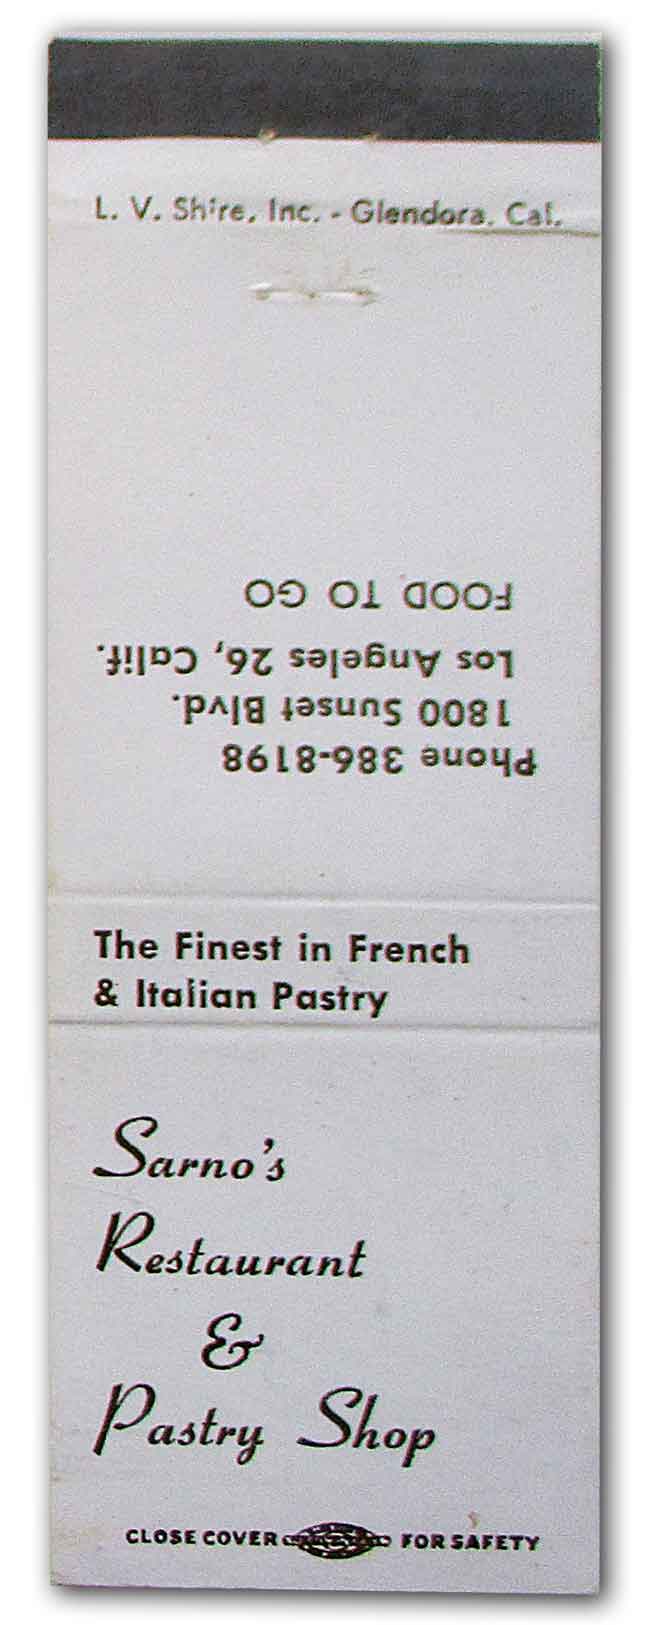 L. V. Shire, Inc. - Glendora, Cal.
Phone 386-8198
1800 Sunset Blvd.
Los Angeles 26, Calif.
FOOD TO GO
The Finest in French
& Italian Pastry
Sarno's
Restaurant
&
Pastry Shop
CLOSE COVER FOR SAFETY